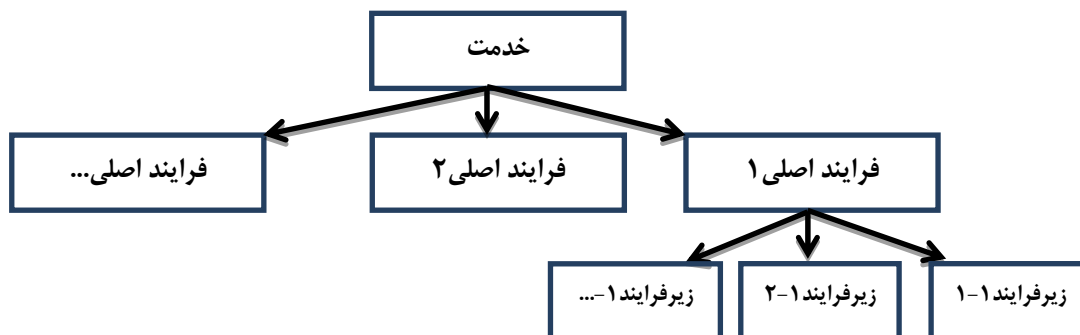 خدمت
فرایند اصلی۱
فرایند اصلی۲
فرایند اصلی...
زیرفرایند۱-۱
زیرفرایند۱-۲
زیرفرایند۱-...